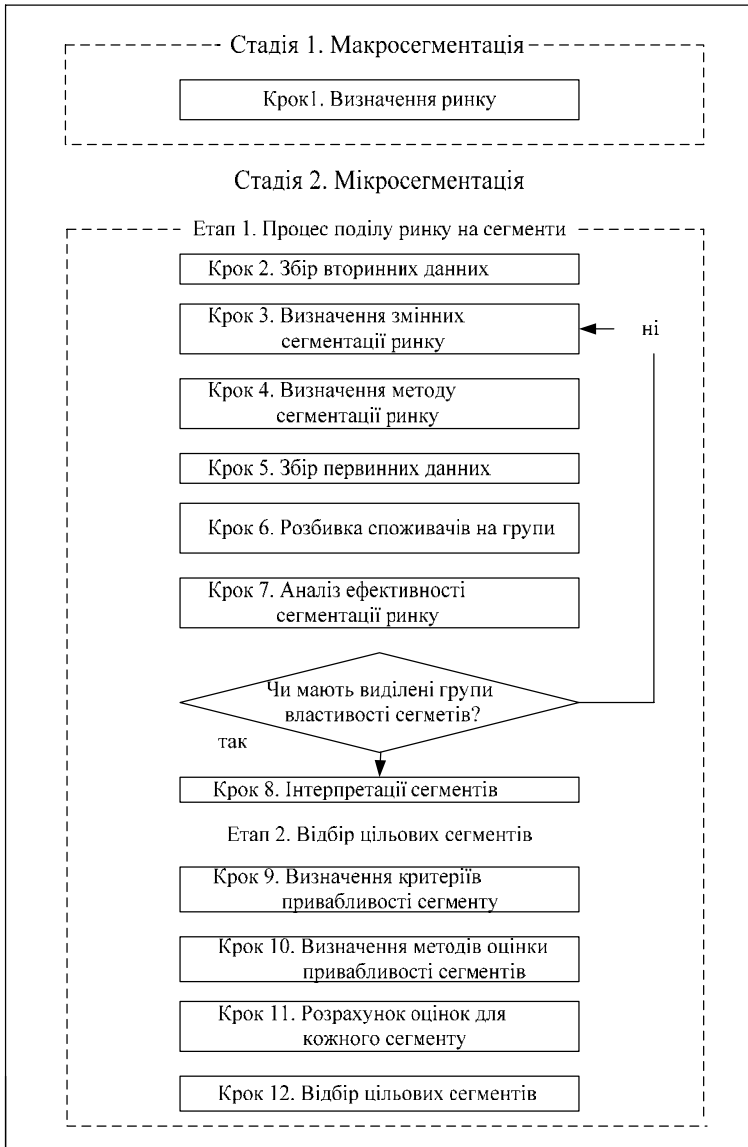 Стадія 1. Макросегментація
Крок1. Визначення ринку
Стадія 2. Мікросегментація
Етап 1. Процес поділу ринку на сегменти
Крок 2. Збір вторинних даних
Крок 3. Визначення змінних
сегментації ринку
ні
Крок 4. Визначення методу
сегментації ринку
Крок 5. Збір первинних даних
Крок 6. Розбивка споживачів на групи
Крок 7. Аналіз ефективності
сегментації ринку
Чи мають виділені групи
властивості сегметів?
так
Крок 8. Інтерпретації сегментів
Етап 2. Відбір цільових сегментів
Крок 9. Визначення критеріїв
привабливості сегменту
Крок 10. Визначення методів оцінки
привабливості сегментів
Крок 11. Розрахунок оцінок для
кожного сегменту
Крок 12. Відбір цільових сегментів